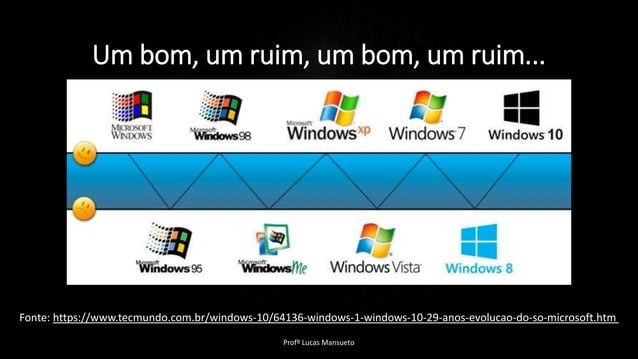 Um bom, um ruim, um bom, um ruim...
MICROSOFT
WINDOWS
Microsoft
Windows98
Microsoft
Windows xp
Windows 7
Windows 10
Microsoft
Windows95
Microsoft
Windows Me
Windows Vista
Windows 8
Fonte: https://www.tecmundo.com.br/windows-10/64136-windows-1-windows-10-29-anos-evolucao-do-so-microsoft.htm
Profº Lucas Mansueto